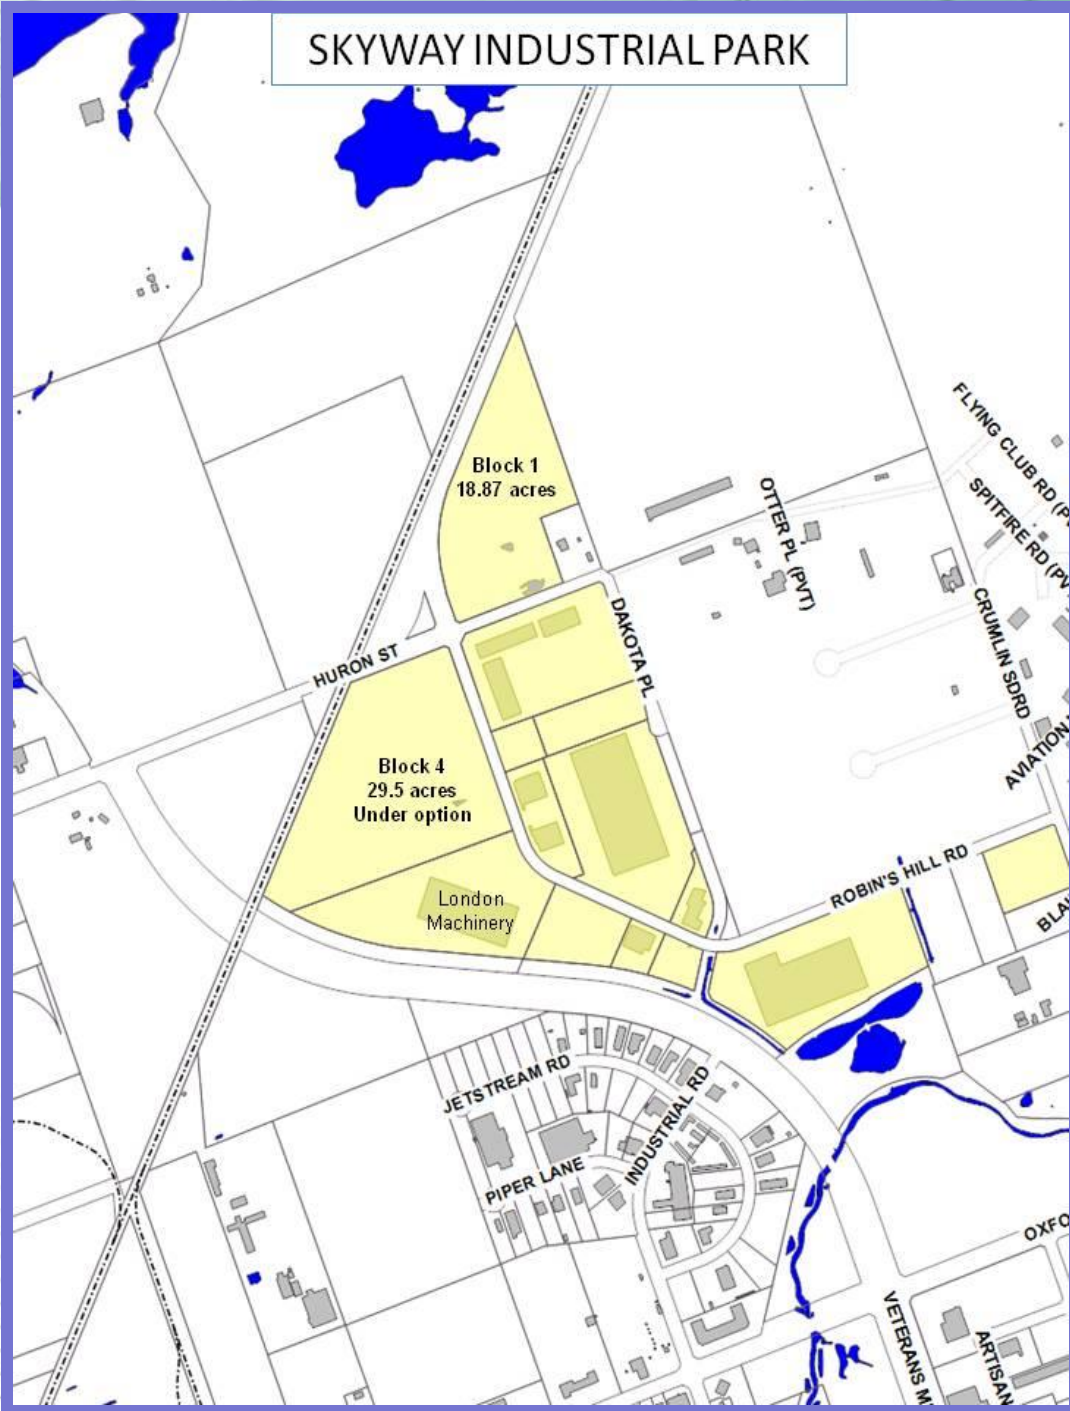 SKYWAY INDUSTRIAL PARK
FLYING CLUB RD
SPITFIRE RD
Block 1
18.87 acres
OTTER PL (PVT)
DAKOTA PL
CRUMLIN SDRD
HURON ST
AVIATION
Block 4
29.5 acres
Under option
ROBIN'S HILL RD
London
Machinery
JETSTREAM RD
INDUSTRIAL RD
PIPER LANE
VETERANS
ARTISAN